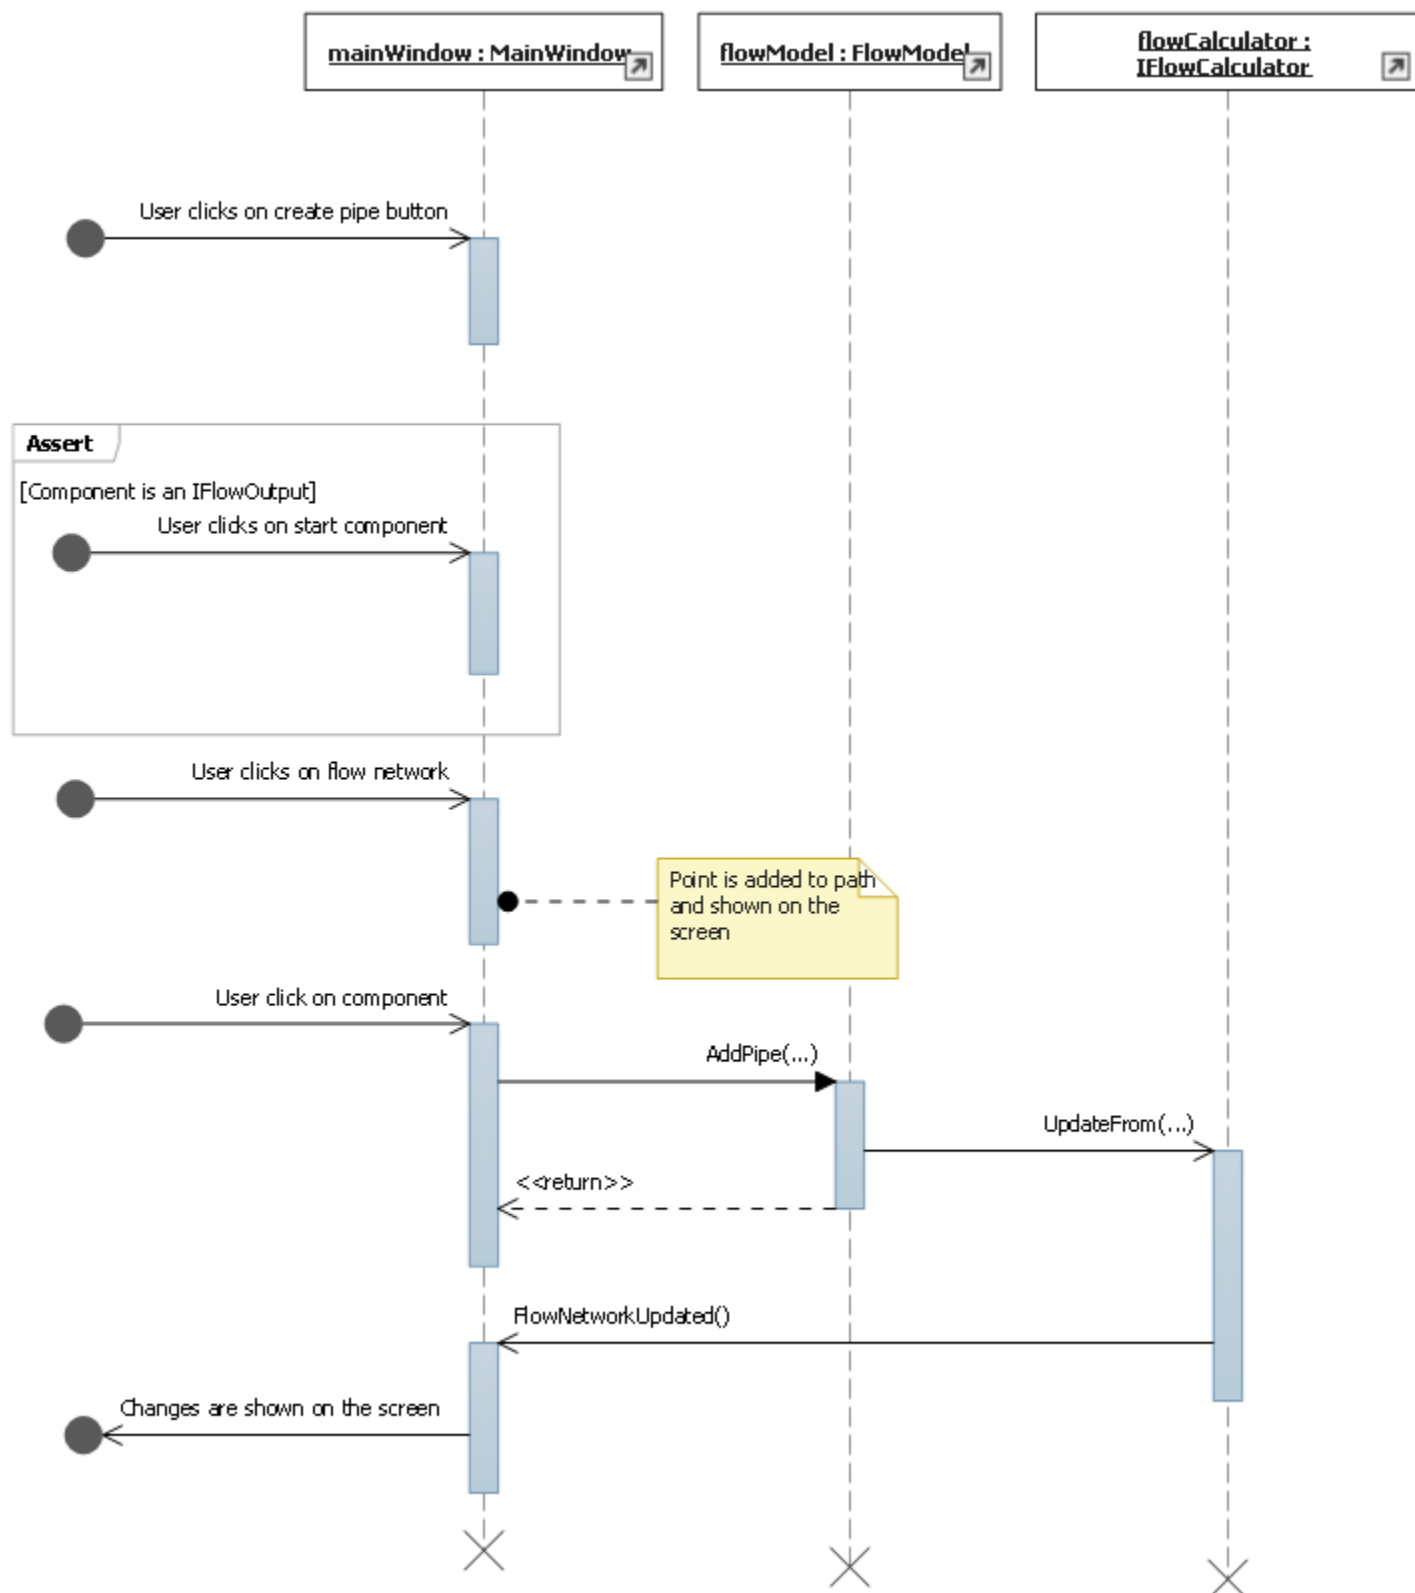 mainWindow : MainWindow
flowModel : FlowModel
flowCalculator :
IFlowCalculator
User clicks on create pipe button
Assert
[Component is an IFlowOutput]
User clicks on start component
User clicks on flow network
Point is added to path
and shown on the
screen
User click on component
AddPipe(...)
UpdateFrom(...)
<<return>>
FlowNetworkUpdated()
Changes are shown on the screen